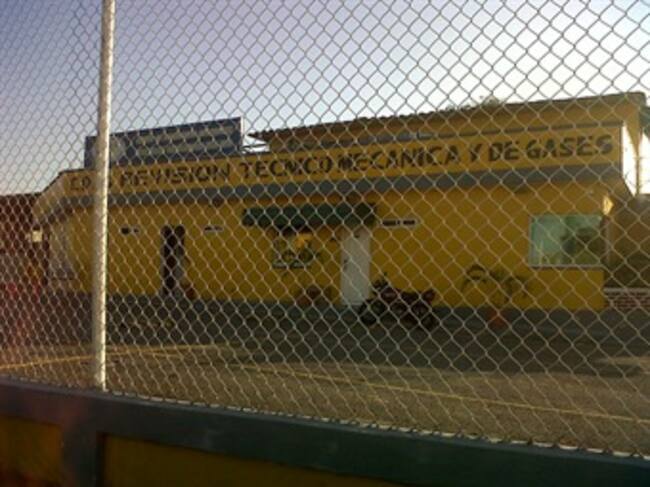 REVISION TECNICO MECANICA Y DE GASES